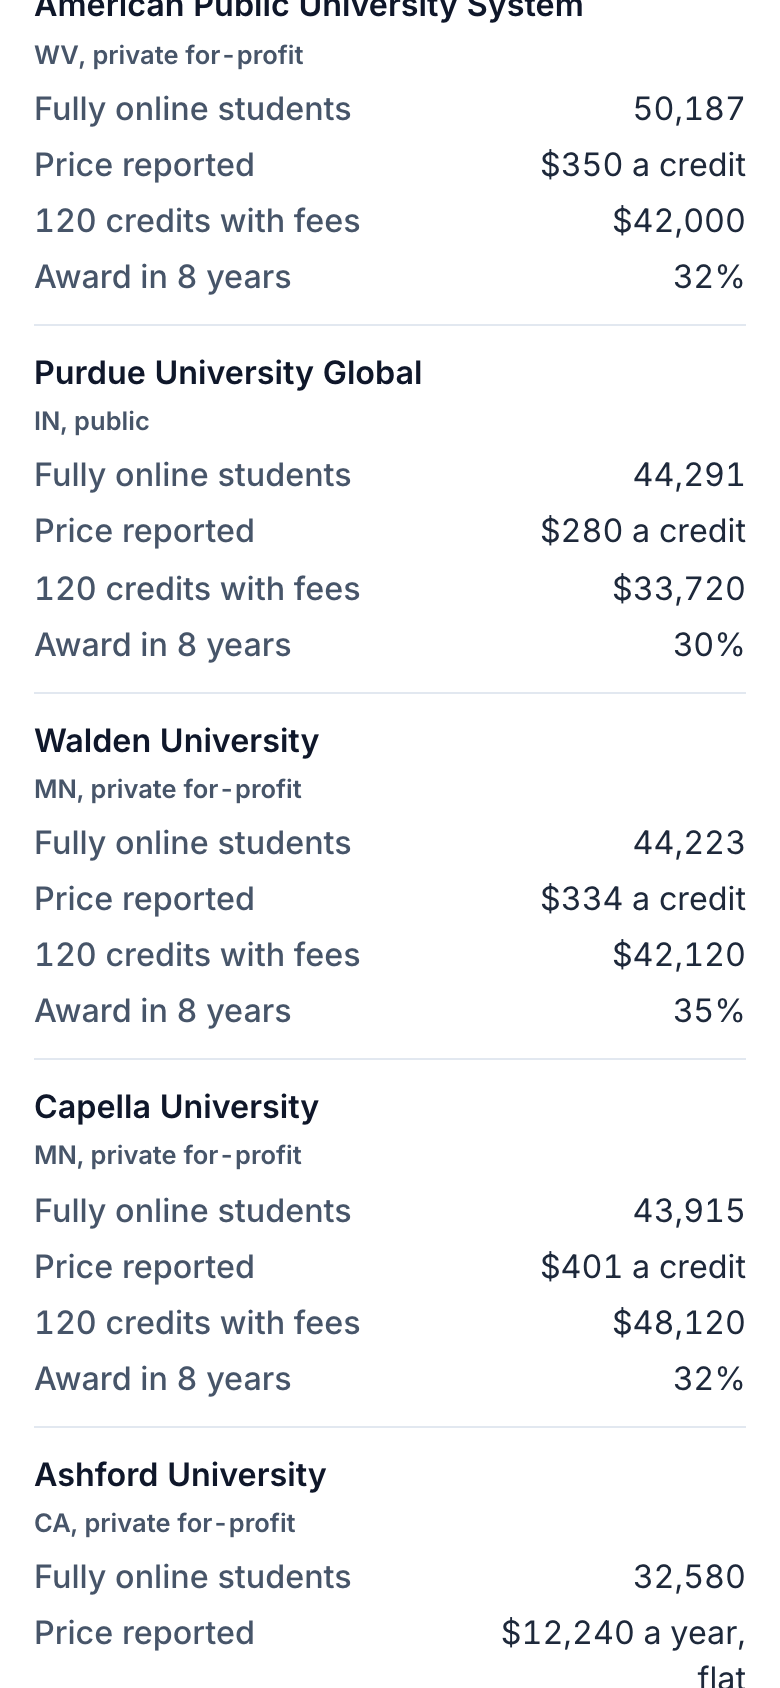 American Public University System
WV, private for-profit
Fully online students 50,187
Price reported $350 a credit
120 credits with fees $42,000
Award in 8 years 32%
Purdue University Global
IN, public
Fully online students 44,291
Price reported $280 a credit
120 credits with fees $33,720
Award in 8 years 30%
Walden University
MN, private for-profit
Fully online students 44,223
Price reported $334 a credit
120 credits with fees $42,120
Award in 8 years 35%
Capella University
MN, private for-profit
Fully online students 43,915
Price reported $401 a credit
120 credits with fees $48,120
Award in 8 years 32%
Ashford University
CA, private for-profit
Fully online students 32,580
Price reported $12,240 a year,
flat